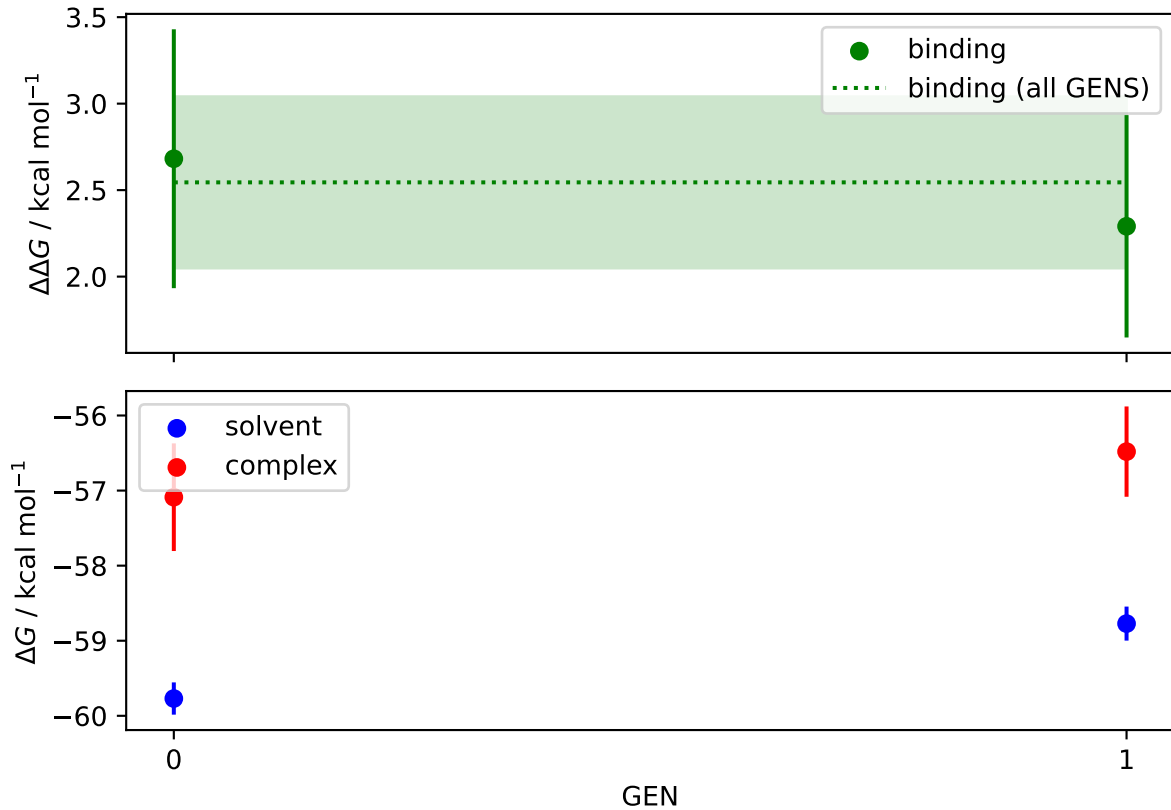 3.5
3.0
2.5
2.0
ΔΔG / kcal mol⁻¹
binding
binding (all GENS)
−56
−57
−58
−59
−60
ΔG / kcal mol⁻¹
solvent
complex
0
1
GEN